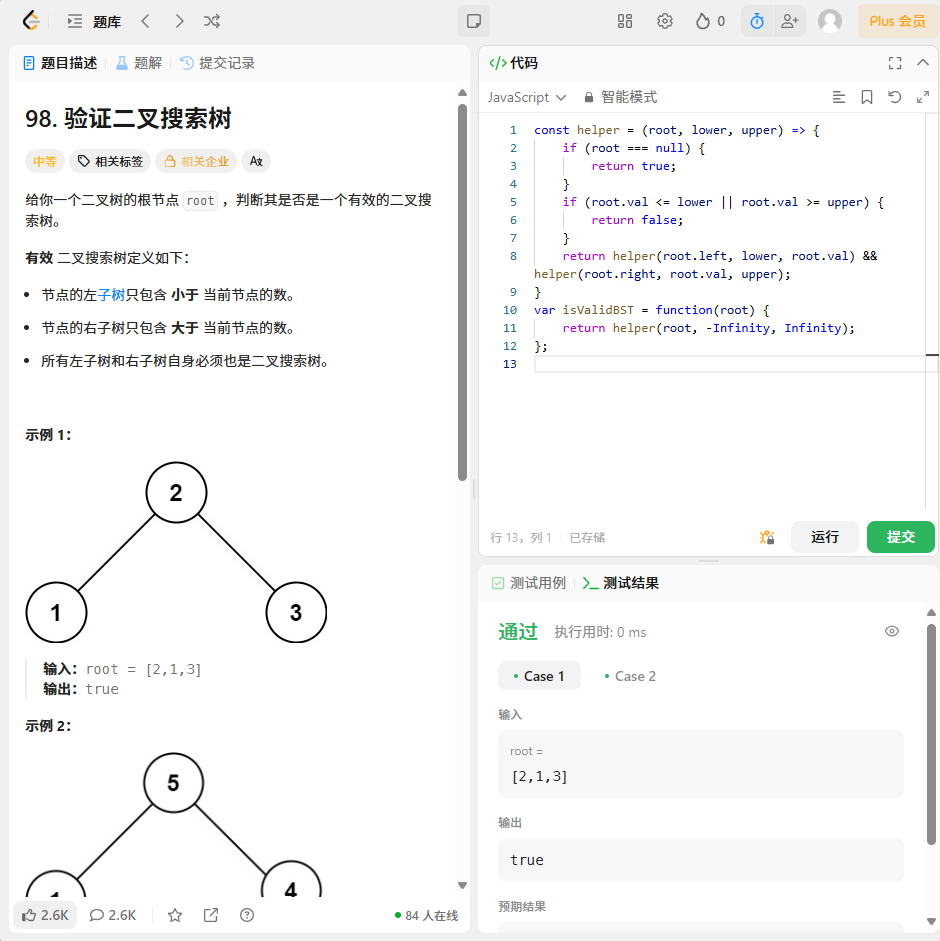 题库
0
Plus 会员
题目描述
题解
提交记录
98. 验证二叉搜索树
中等
相关标签
相关企业
Ax
给你一个二叉树的根节点 root ，判断其是否是一个有效的二叉搜
索树。
有效 二叉搜索树定义如下：
节点的左子树只包含 小于 当前节点的数。
节点的右子树只包含 大于 当前节点的数。
所有左子树和右子树自身必须也是二叉搜索树。
示例 1：
2
1
3
输入：root = [2,1,3]
输出：true
示例 2：
5
1
4
2.6K
2.6K
84 人在线
</> 代码
JavaScript
智能模式
1 const helper = (root, lower, upper) => {
2     if (root === null) {
3         return true;
4     }
5     if (root.val <= lower || root.val >= upper) {
6         return false;
7     }
8     return helper(root.left, lower, root.val) &&
helper(root.right, root.val, upper);
9 }
10 var isValidBST = function(root) {
11     return helper(root, -Infinity, Infinity);
12 };
13
行 13，列 1
已存储
运行
提交
测试用例
测试结果
通过
执行用时: 0 ms
Case 1
Case 2
输入
root =
[2,1,3]
输出
true
预期结果